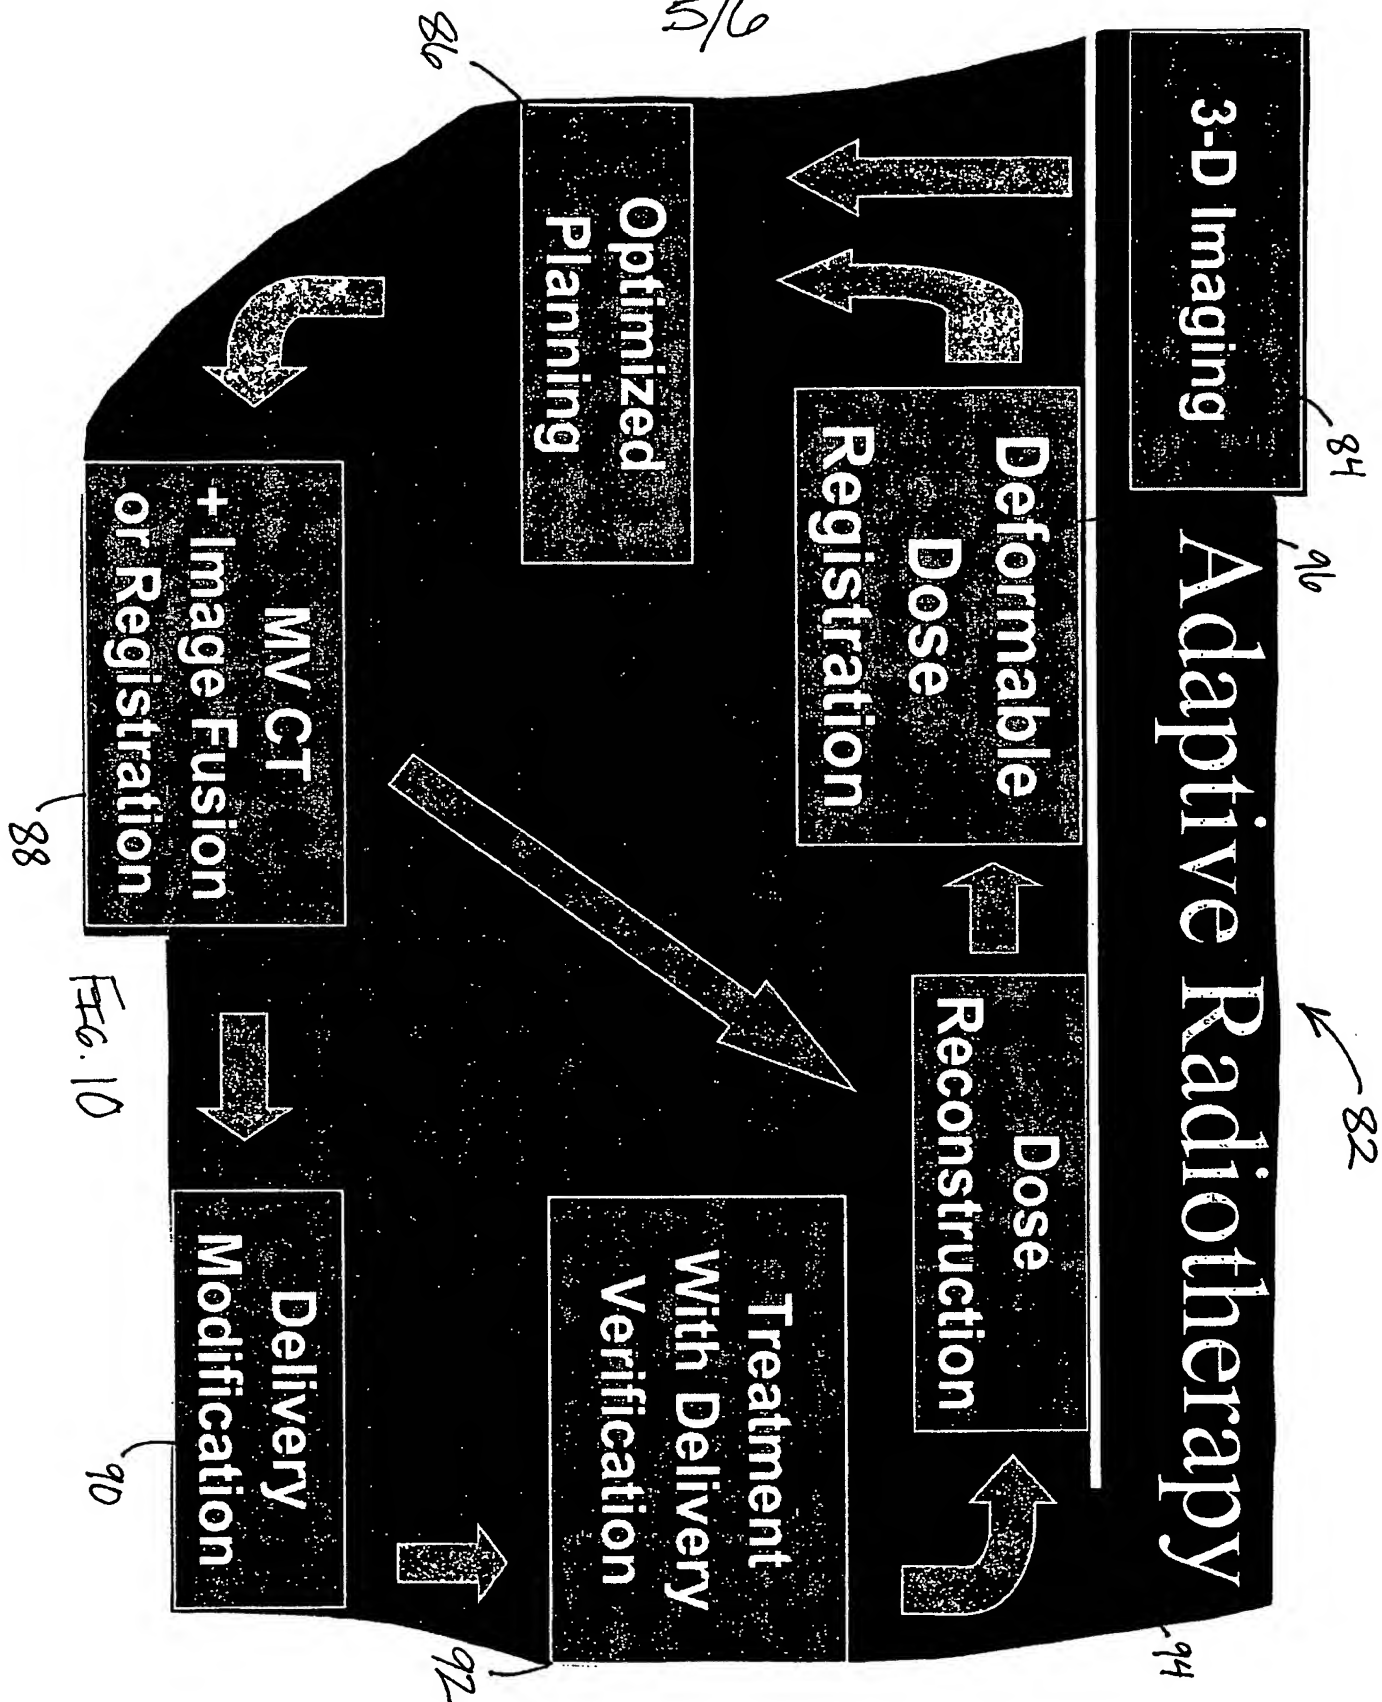 5/6
82
Adaptive Radiotherapy
84
3-D Imaging
96
94
Deformable
Dose
Registration
Dose
Reconstruction
86
Optimized
Planning
Treatment
With Delivery
Verification
92
MV CT
+ Image Fusion
or Registration
88
Delivery
Modification
90
FIG. 10